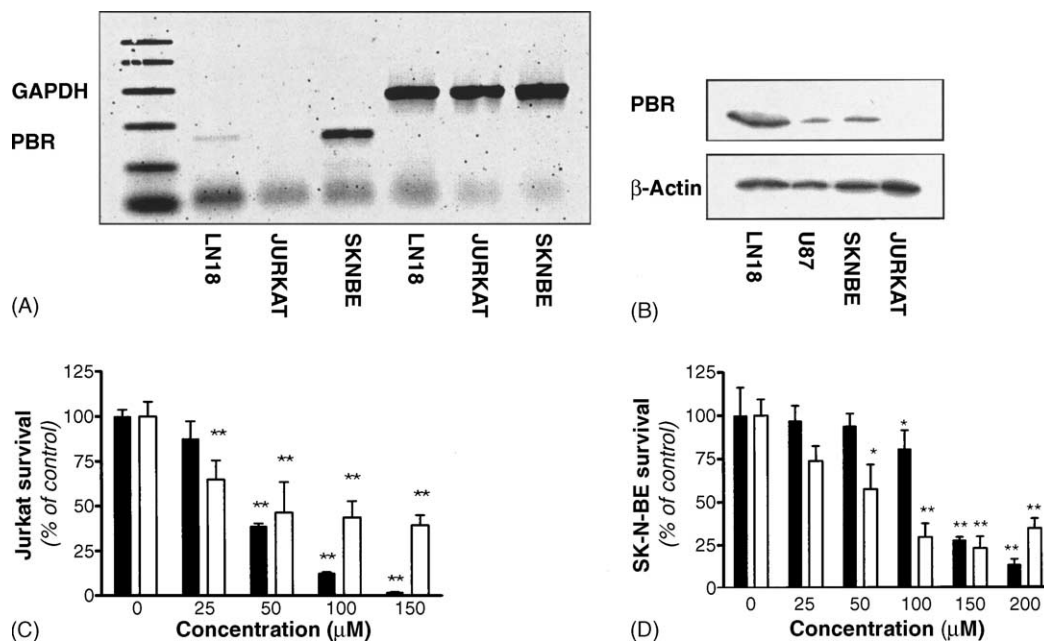 GAPDH
PBR
LN18
JURKAT
SKNBE
LN18
JURKAT
SKNBE
(A)
PBR
β-Actin
LN18
U87
SKNBE
JURKAT
(B)
Jurkat survival
(% of control)
125
100
75
50
25
0
** ** ** ** ** ** **
0 25 50 100 150
Concentration (μM)
(C)
SK-N-BE survival
(% of control)
125
100
75
50
25
0
* * ** ** ** ** **
0 25 50 100 150 200
Concentration (μM)
(D)